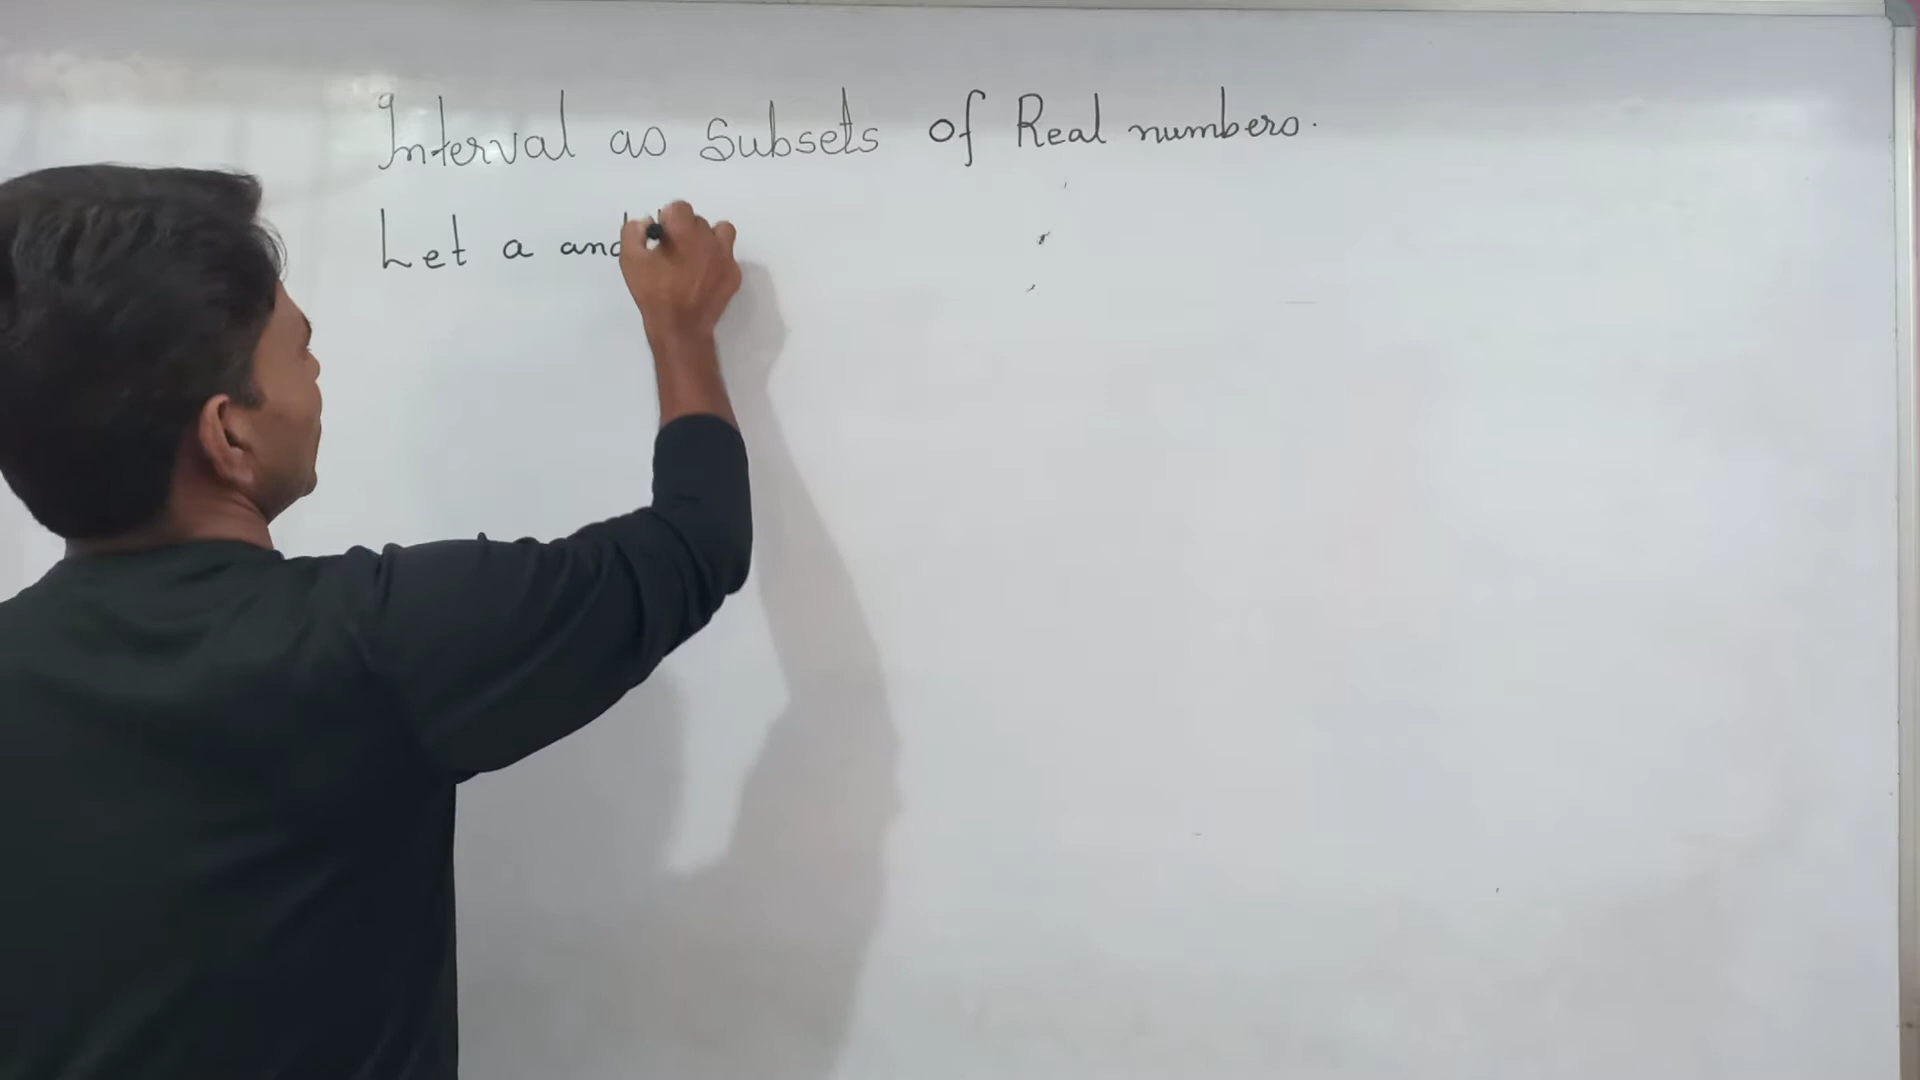 Interval as Subsets of Real numbers.
Let a and